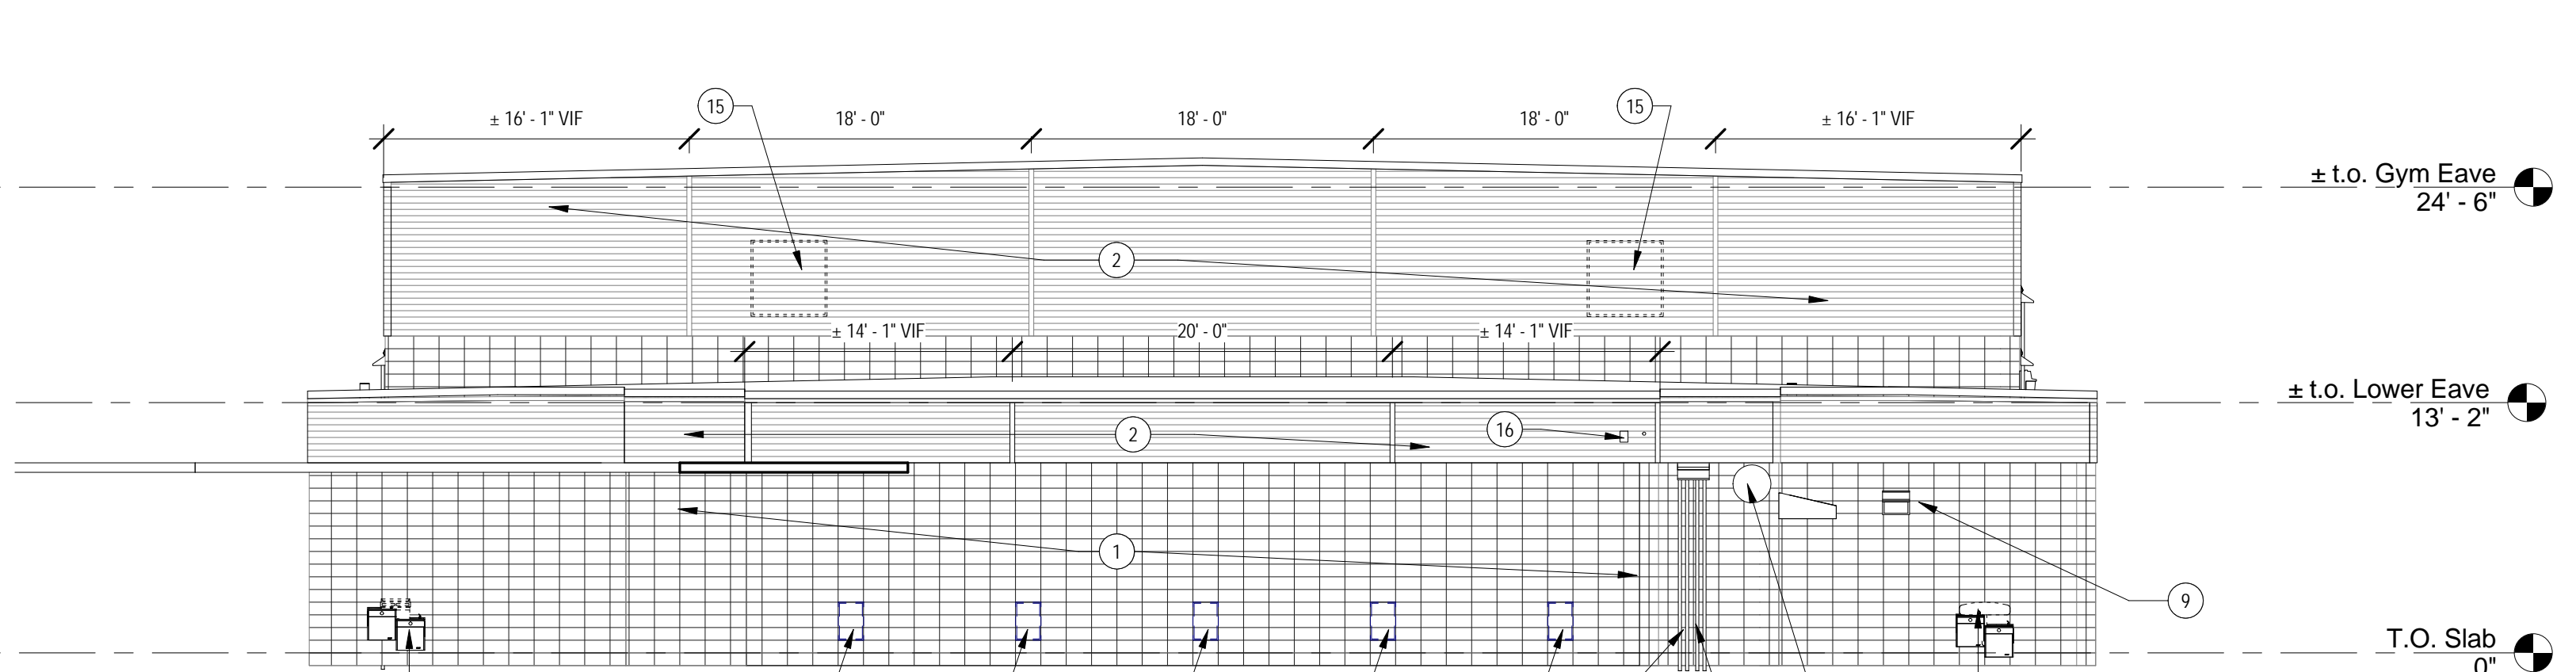 ± 16' - 1" VIF
15
18' - 0"
18' - 0"
15
18' - 0"
± 16' - 1" VIF
± t.o. Gym Eave
24' - 6"
2
± 14' - 1" VIF
20' - 0"
± 14' - 1" VIF
± t.o. Lower Eave
13' - 2"
2
16
1
9
T.O. Slab
0"